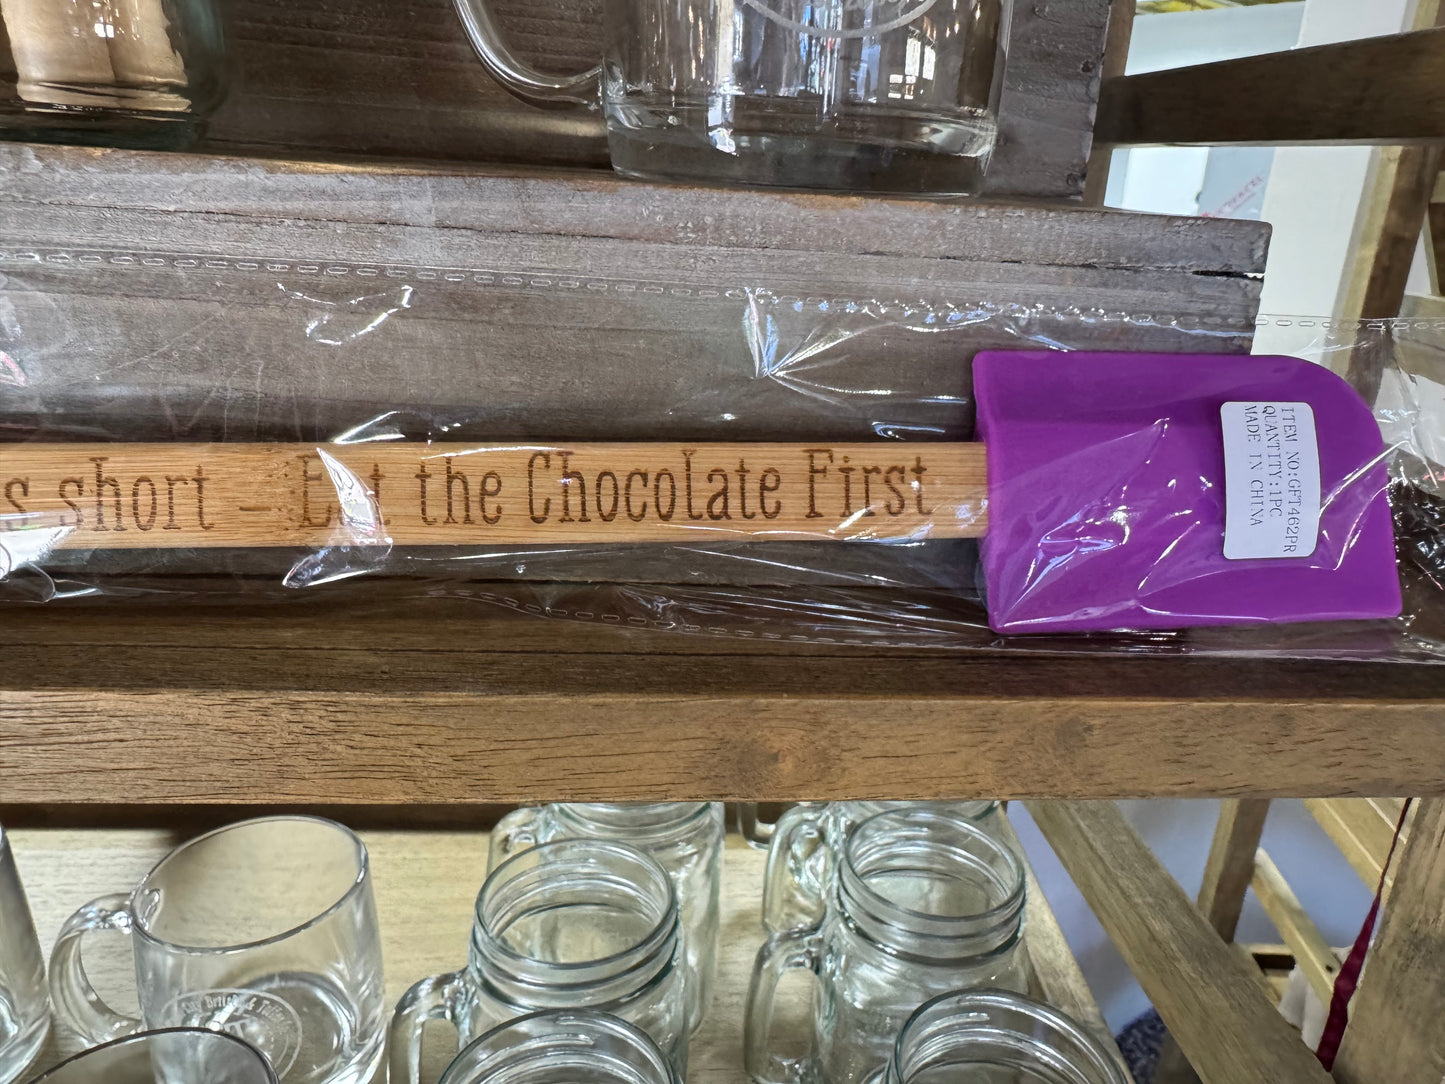 s short - Eat the Chocolate First
ITEM NO:GFT462PR
QUANTITY:1PC
MADE IN CHINA